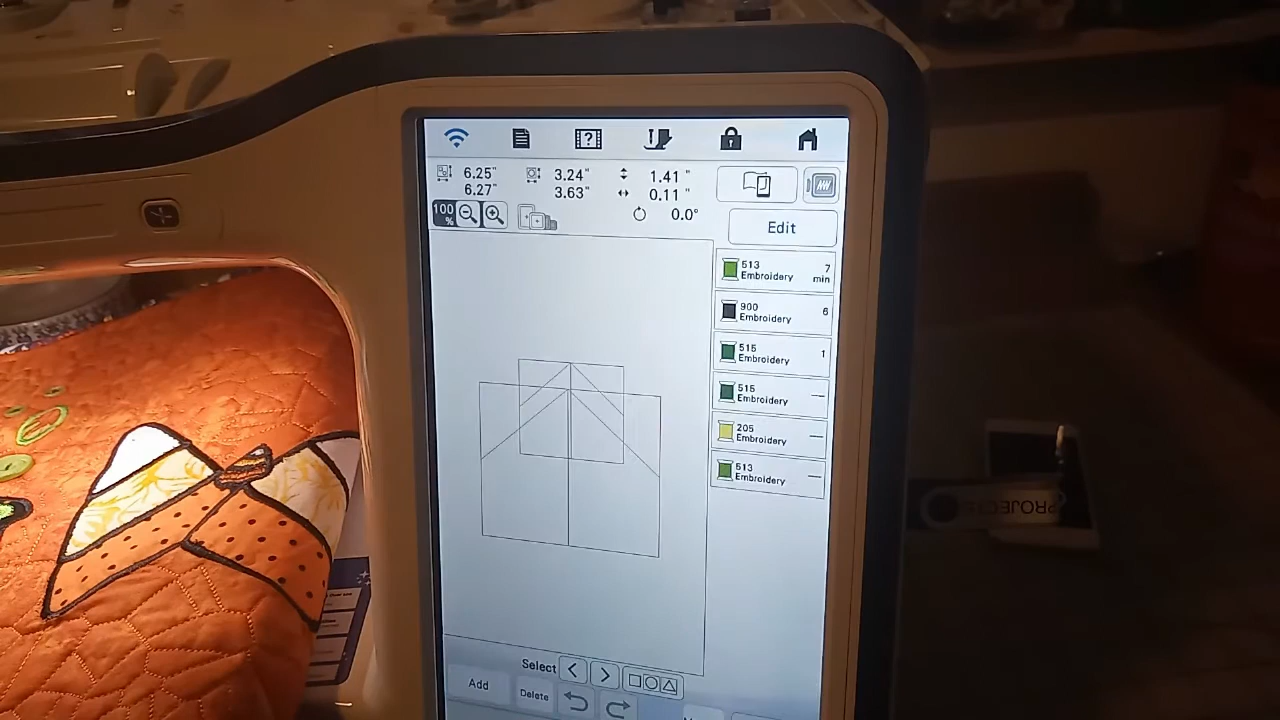 ?
6.25"
6.27"
3.24"
3.63"
1.41 "
0.11 "
0.0°
100
%
Edit
513
Embroidery
7
min
900
Embroidery
6
515
Embroidery
1
515
Embroidery
205
Embroidery
513
Embroidery
Select
Add
Delete